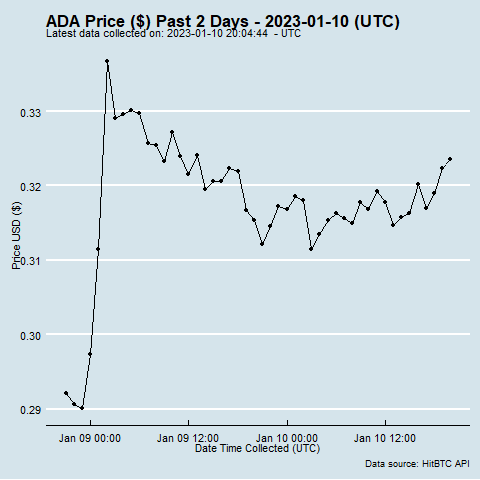 ADA Price ($) Past 2 Days - 2023-01-10 (UTC)
Latest data collected on: 2023-01-10 20:04:44 - UTC
0.33
0.32
0.31
0.30
0.29
Price USD ($)
Jan 09 00:00 Jan 09 12:00 Jan 10 00:00 Jan 10 12:00
Date Time Collected (UTC)
Data source: HitBTC API